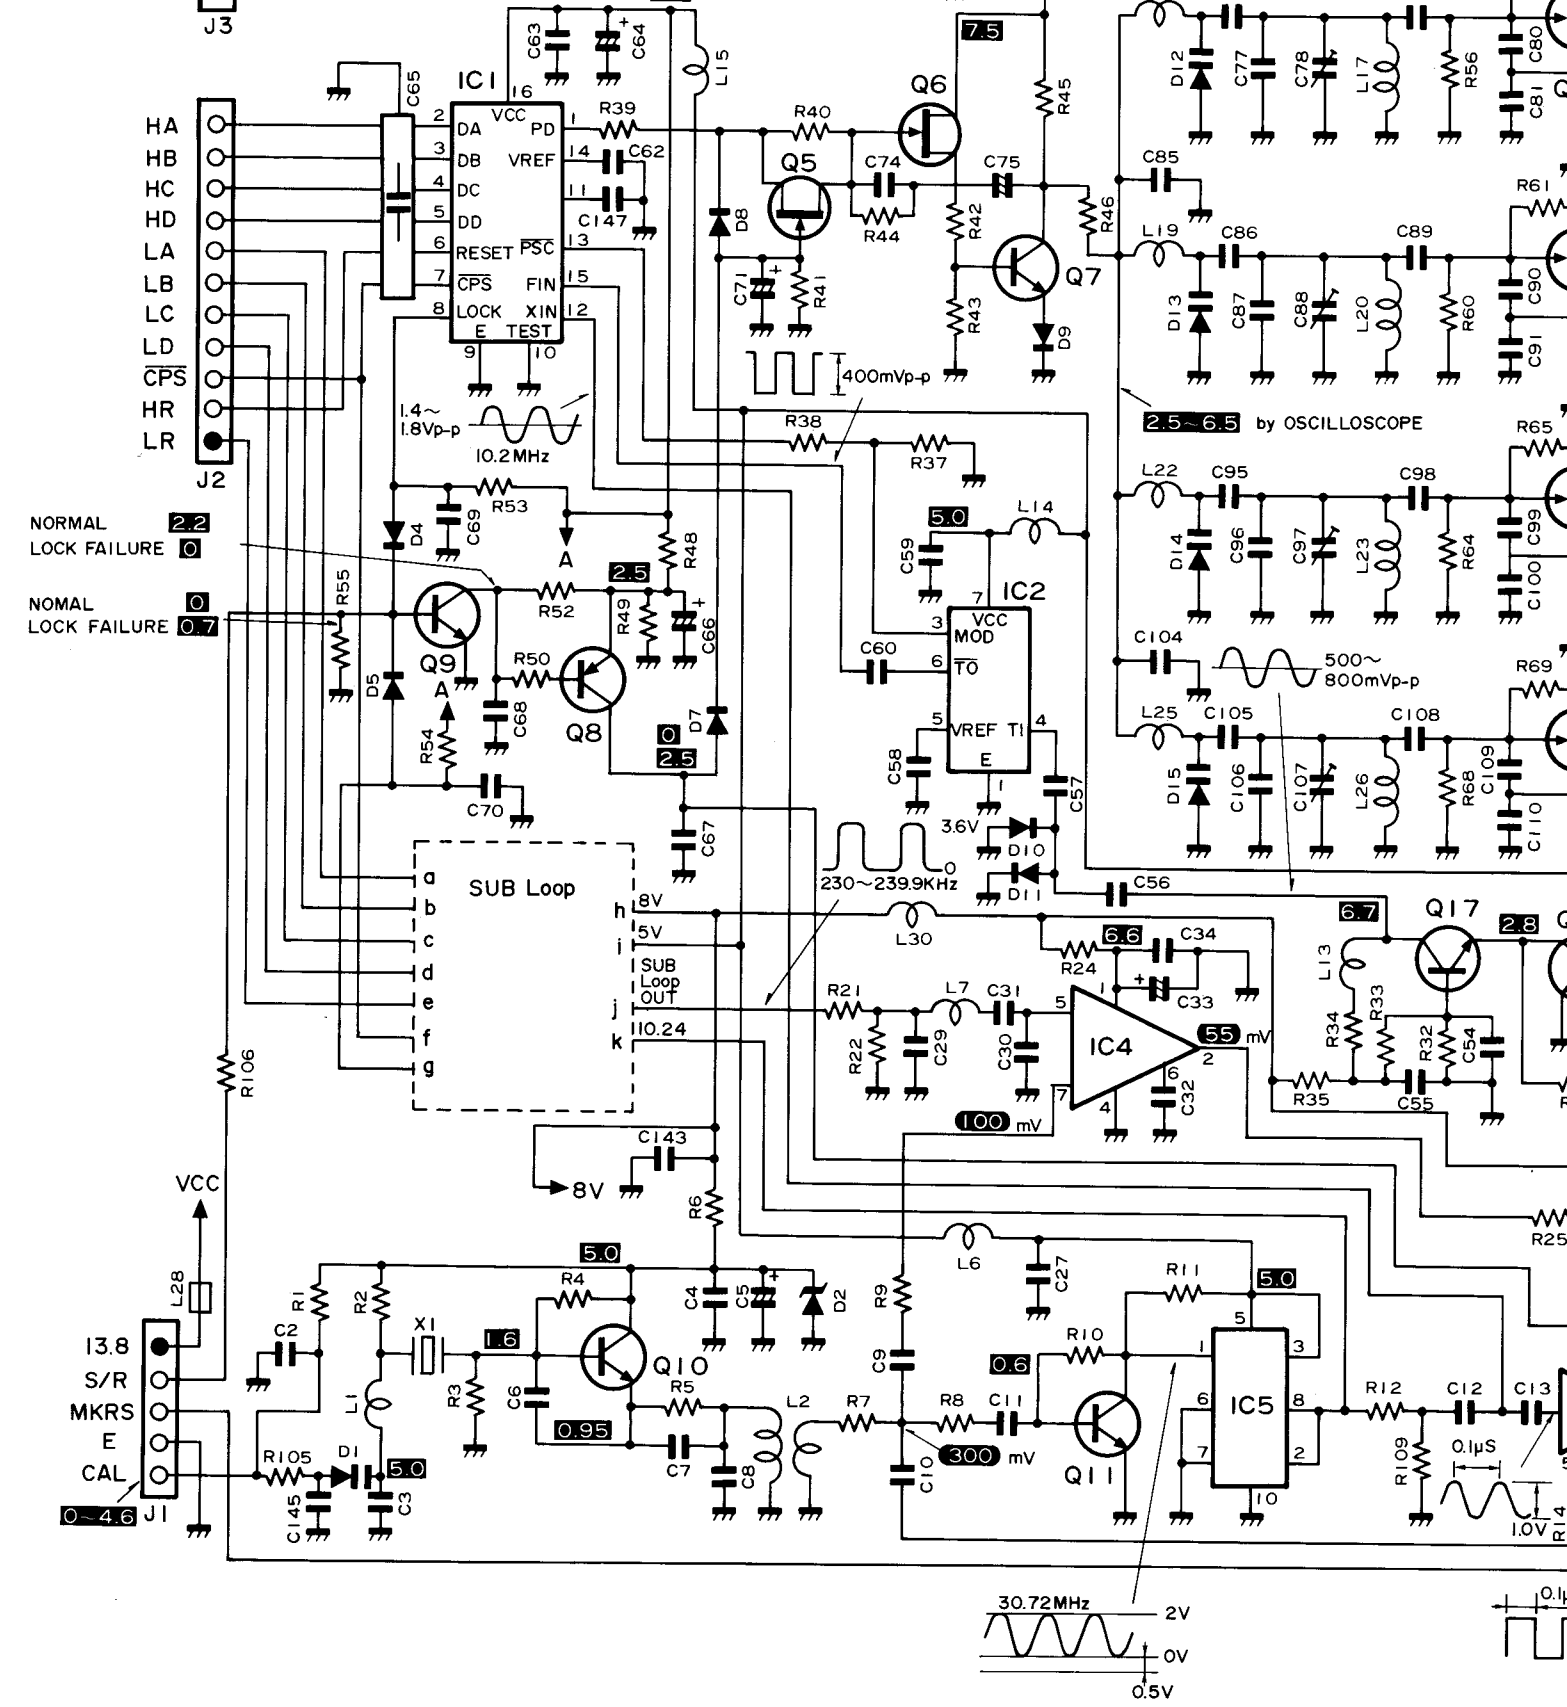 J3
C63
C64
L15
7.5
D12
C77
C78
L17
R56
C80
C81
IC1
C65
16
VCC
HA
HB
HC
HD
LA
LB
LC
LD
CPS
HR
LR
J2
2 DA
3 DB
4 DC
5 DD
6 RESET
7 CPS
8 LOCK
PD 1
VREF 14
11
PSC 13
FIN 15
XIN 12
E TEST
9
10
R39
C62
C147
R40
Q6
R45
Q5
C74
C75
R44
D8
C71
R41
R42
R43
Q7
D9
R46
C85
L19
C86
C89
R61
D13
C87
C88
L20
R60
C90
C91
400mVp-p
1.4~
1.8Vp-p
10.2MHz
R38
R37
2.5~6.5 by OSCILLOSCOPE
R65
L22
C95
C98
D14
C96
C97
L23
R64
C99
C100
NORMAL 2.2
LOCK FAILURE 0
NOMAL 0
LOCK FAILURE 0.7
R55
D4
C69
R53
A
R48
2.5
R52
R49
C66
Q9
R50
Q8
C68
D5
A
R54
C70
0
2.5
D7
C67
5.0
L14
C59
IC2
7
VCC
3 MOD
6 TO
5 VREF
T1 4
E
1
C60
C58
C57
C104
500~
800mVp-p
R69
L25
C105
C108
D15
C106
C107
L26
R68
C109
C110
3.6V
D10
D11
C56
0
230~239.9KHz
SUB Loop
a
b
c
d
e
f
g
h 8V
i 5V
SUB
Loop
OUT
j
k 10.24
L30
6.6
R24
C34
C33
R21
R22
C29
L7
C31
C30
5
1
IC4
55 mV
2
7
6
4
C32
100 mV
6.7
Q17
2.8
L13
R34
R33
R32
C54
R35
C55
R106
C143
8V
R6
R25
L6
C27
VCC
L28
13.8
S/R
MKRS
E
CAL
0~4.6
J1
R1
C2
R2
X1
L1
R105
D1
5.0
C145
C3
R3
1.6
C6
R4
5.0
Q10
0.95
R5
C7
C8
C4
C5
D2
L2
R7
R9
C9
R8
C11
300 mV
C10
0.6
R10
R11
5.0
Q11
5
1
3
6
IC5
8
7
2
10
R12
C12
C13
R109
0.1µS
1.0V
R14
30.72MHz
2V
0V
0.5V